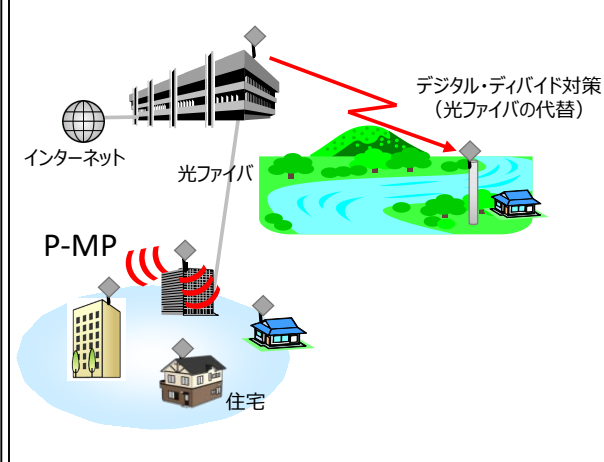 デジタル・ディバイド対策
（光ファイバの代替）
インターネット
光ファイバ
P-MP
住宅